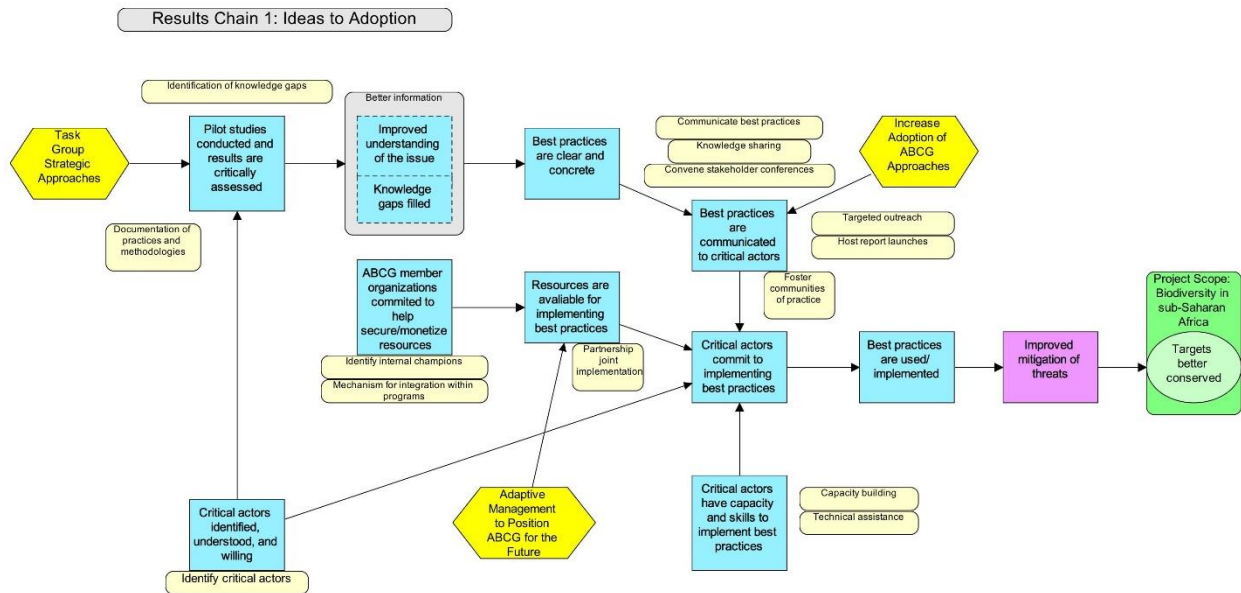 Results Chain 1: Ideas to Adoption
Identification of knowledge gaps
Task
Group
Strategic
Approaches
Pilot studies
conducted and
results are
critically
assessed
Documentation of
practices and
methodologies
Better information
Improved
understanding
of the issue
Knowledge
gaps filled
Best practices
are clear and
concrete
Communicate best practices
Knowledge sharing
Convene stakeholder conferences
Increase
Adoption of
ABCG
Approaches
Best practices
are
communicated
to critical actors
Targeted outreach
Host report launches
Foster
communities
of practice
ABCG member
organizations
commited to
help
secure/monetize
resources
Identify internal champions
Mechanism for integration within
programs
Resources are
avaliable for
implementing
best practices
Partnership
joint
implementation
Critical actors
commit to
implementing
best practices
Best practices
are used/
implemented
Improved
mitigation of
threats
Project Scope:
Biodiversity in
sub-Saharan
Africa
Targets
better
conserved
Critical actors
identified,
understood, and
willing
Identify critical actors
Adaptive
Management
to Position
ABCG for the
Future
Critical actors
have capacity
and skills to
implement best
practices
Capacity building
Technical assistance